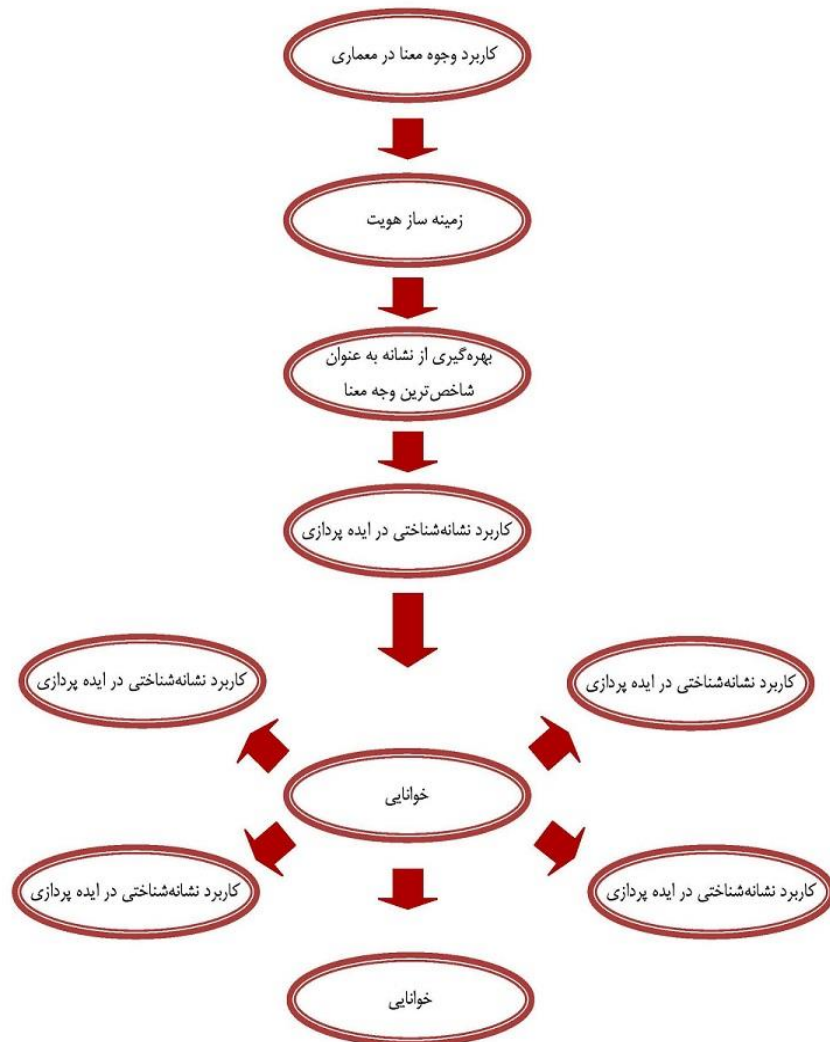 کاربرد وجوه معنا در معماری
زمینه ساز هویت
بهره‌گیری از نشانه به عنوان
شاخص‌ترین وجه معنا
کاربرد نشانه‌شناختی در ایده پردازی
کاربرد نشانه‌شناختی در ایده پردازی
کاربرد نشانه‌شناختی در ایده پردازی
خوانایی
کاربرد نشانه‌شناختی در ایده پردازی
کاربرد نشانه‌شناختی در ایده پردازی
خوانایی